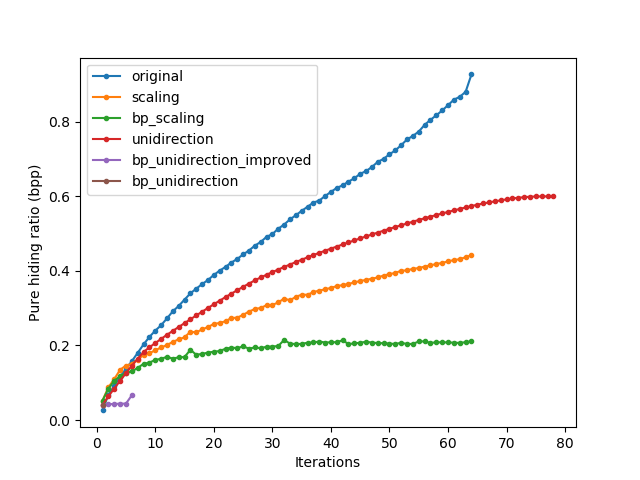 original
scaling
bp_scaling
unidirection
bp_unidirection_improved
bp_unidirection
Pure hiding ratio (bpp)
0.8
0.6
0.4
0.2
0.0
0 10 20 30 40 50 60 70 80
Iterations